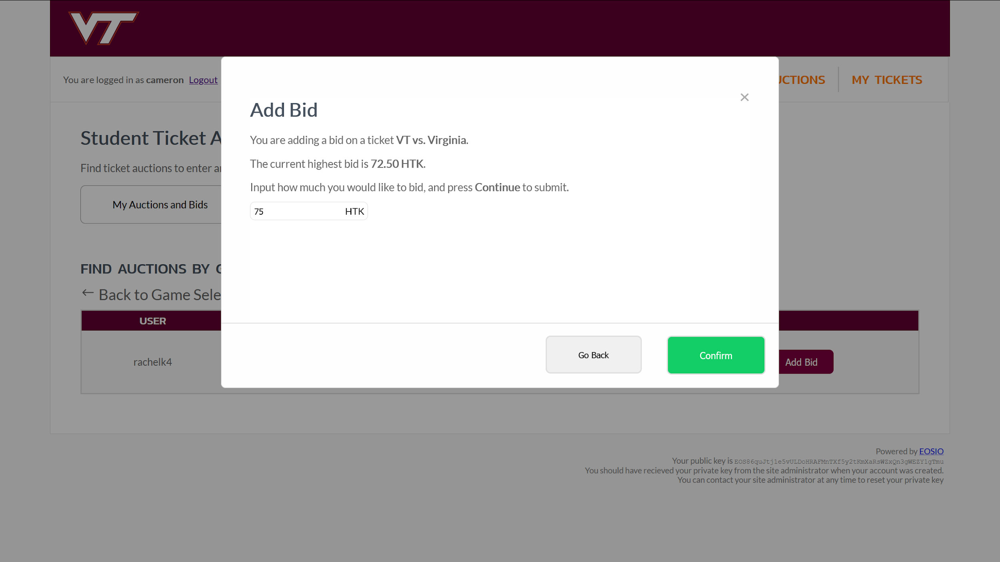 VT
You are logged in as cameron Logout
UCTIONS
MY TICKETS
Student Ticket A
Find ticket auctions to enter an
My Auctions and Bids
FIND AUCTIONS BY G
← Back to Game Sele
USER
rachelk4
Add Bid
×
Add Bid
You are adding a bid on a ticket VT vs. Virginia.
The current highest bid is 72.50 HTK.
Input how much you would like to bid, and press Continue to submit.
75 HTK
Go Back
Confirm
Powered by EOSIO
Your public key is EOS86quJtj1e5vULDoHRAFMnTXf5y2tKmXaRsWZxQn3gWEZY1gTmu
You should have recieved your private key from the site administrator when your account was created.
You can contact your site administrator at any time to reset your private key